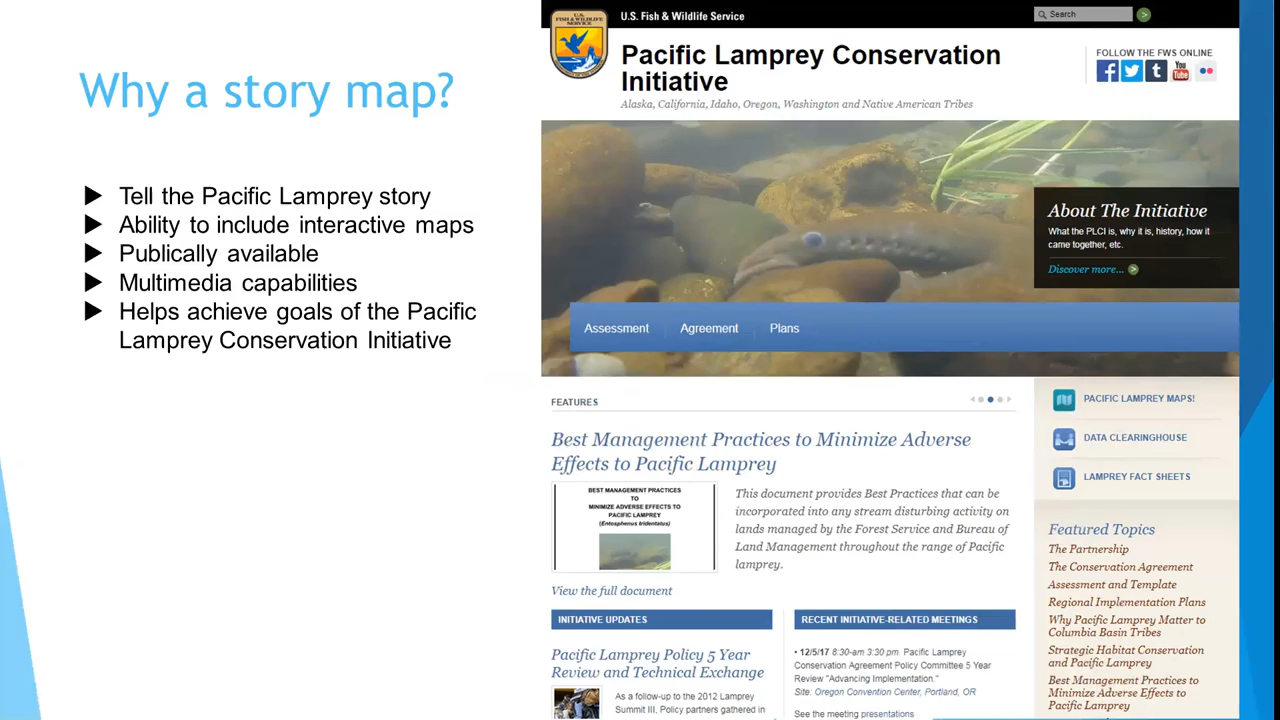 Why a story map?
Tell the Pacific Lamprey story
Ability to include interactive maps
Publically available
Multimedia capabilities
Helps achieve goals of the Pacific
Lamprey Conservation Initiative
U.S.
FISH & WILDLIFE
SERVICE
U.S. Fish & Wildlife Service
Search
Pacific Lamprey Conservation
Initiative
Alaska, California, Idaho, Oregon, Washington and Native American Tribes
FOLLOW THE FWS ONLINE
You
Tube
About The Initiative
What the PLCI is, why it is, history, how it
came together, etc.
Discover more...
Assessment
Agreement
Plans
FEATURES
Best Management Practices to Minimize Adverse
Effects to Pacific Lamprey
BEST MANAGEMENT PRACTICES
TO
MINIMIZE ADVERSE EFFECTS TO
PACIFIC LAMPREY
(Entosphenus tridentatus)
This document provides Best Practices that can be
incorporated into any stream disturbing activity on
lands managed by the Forest Service and Bureau of
Land Management throughout the range of Pacific
lamprey.
View the full document
INITIATIVE UPDATES
Pacific Lamprey Policy 5 Year
Review and Technical Exchange
As a follow-up to the 2012 Lamprey
Summit III, Policy partners gathered in
RECENT INITIATIVE-RELATED MEETINGS
• 12/5/17 8:30-am 3:30 pm. Pacific Lamprey
Conservation Agreement Policy Committee 5 Year
Review "Advancing Implementation."
Site: Oregon Convention Center, Portland, OR
See the meeting presentations
PACIFIC LAMPREY MAPS!
DATA CLEARINGHOUSE
LAMPREY FACT SHEETS
Featured Topics
The Partnership
The Conservation Agreement
Assessment and Template
Regional Implementation Plans
Why Pacific Lamprey Matter to
Columbia Basin Tribes
Strategic Habitat Conservation
and Pacific Lamprey
Best Management Practices to
Minimize Adverse Effects to
Pacific Lamprey